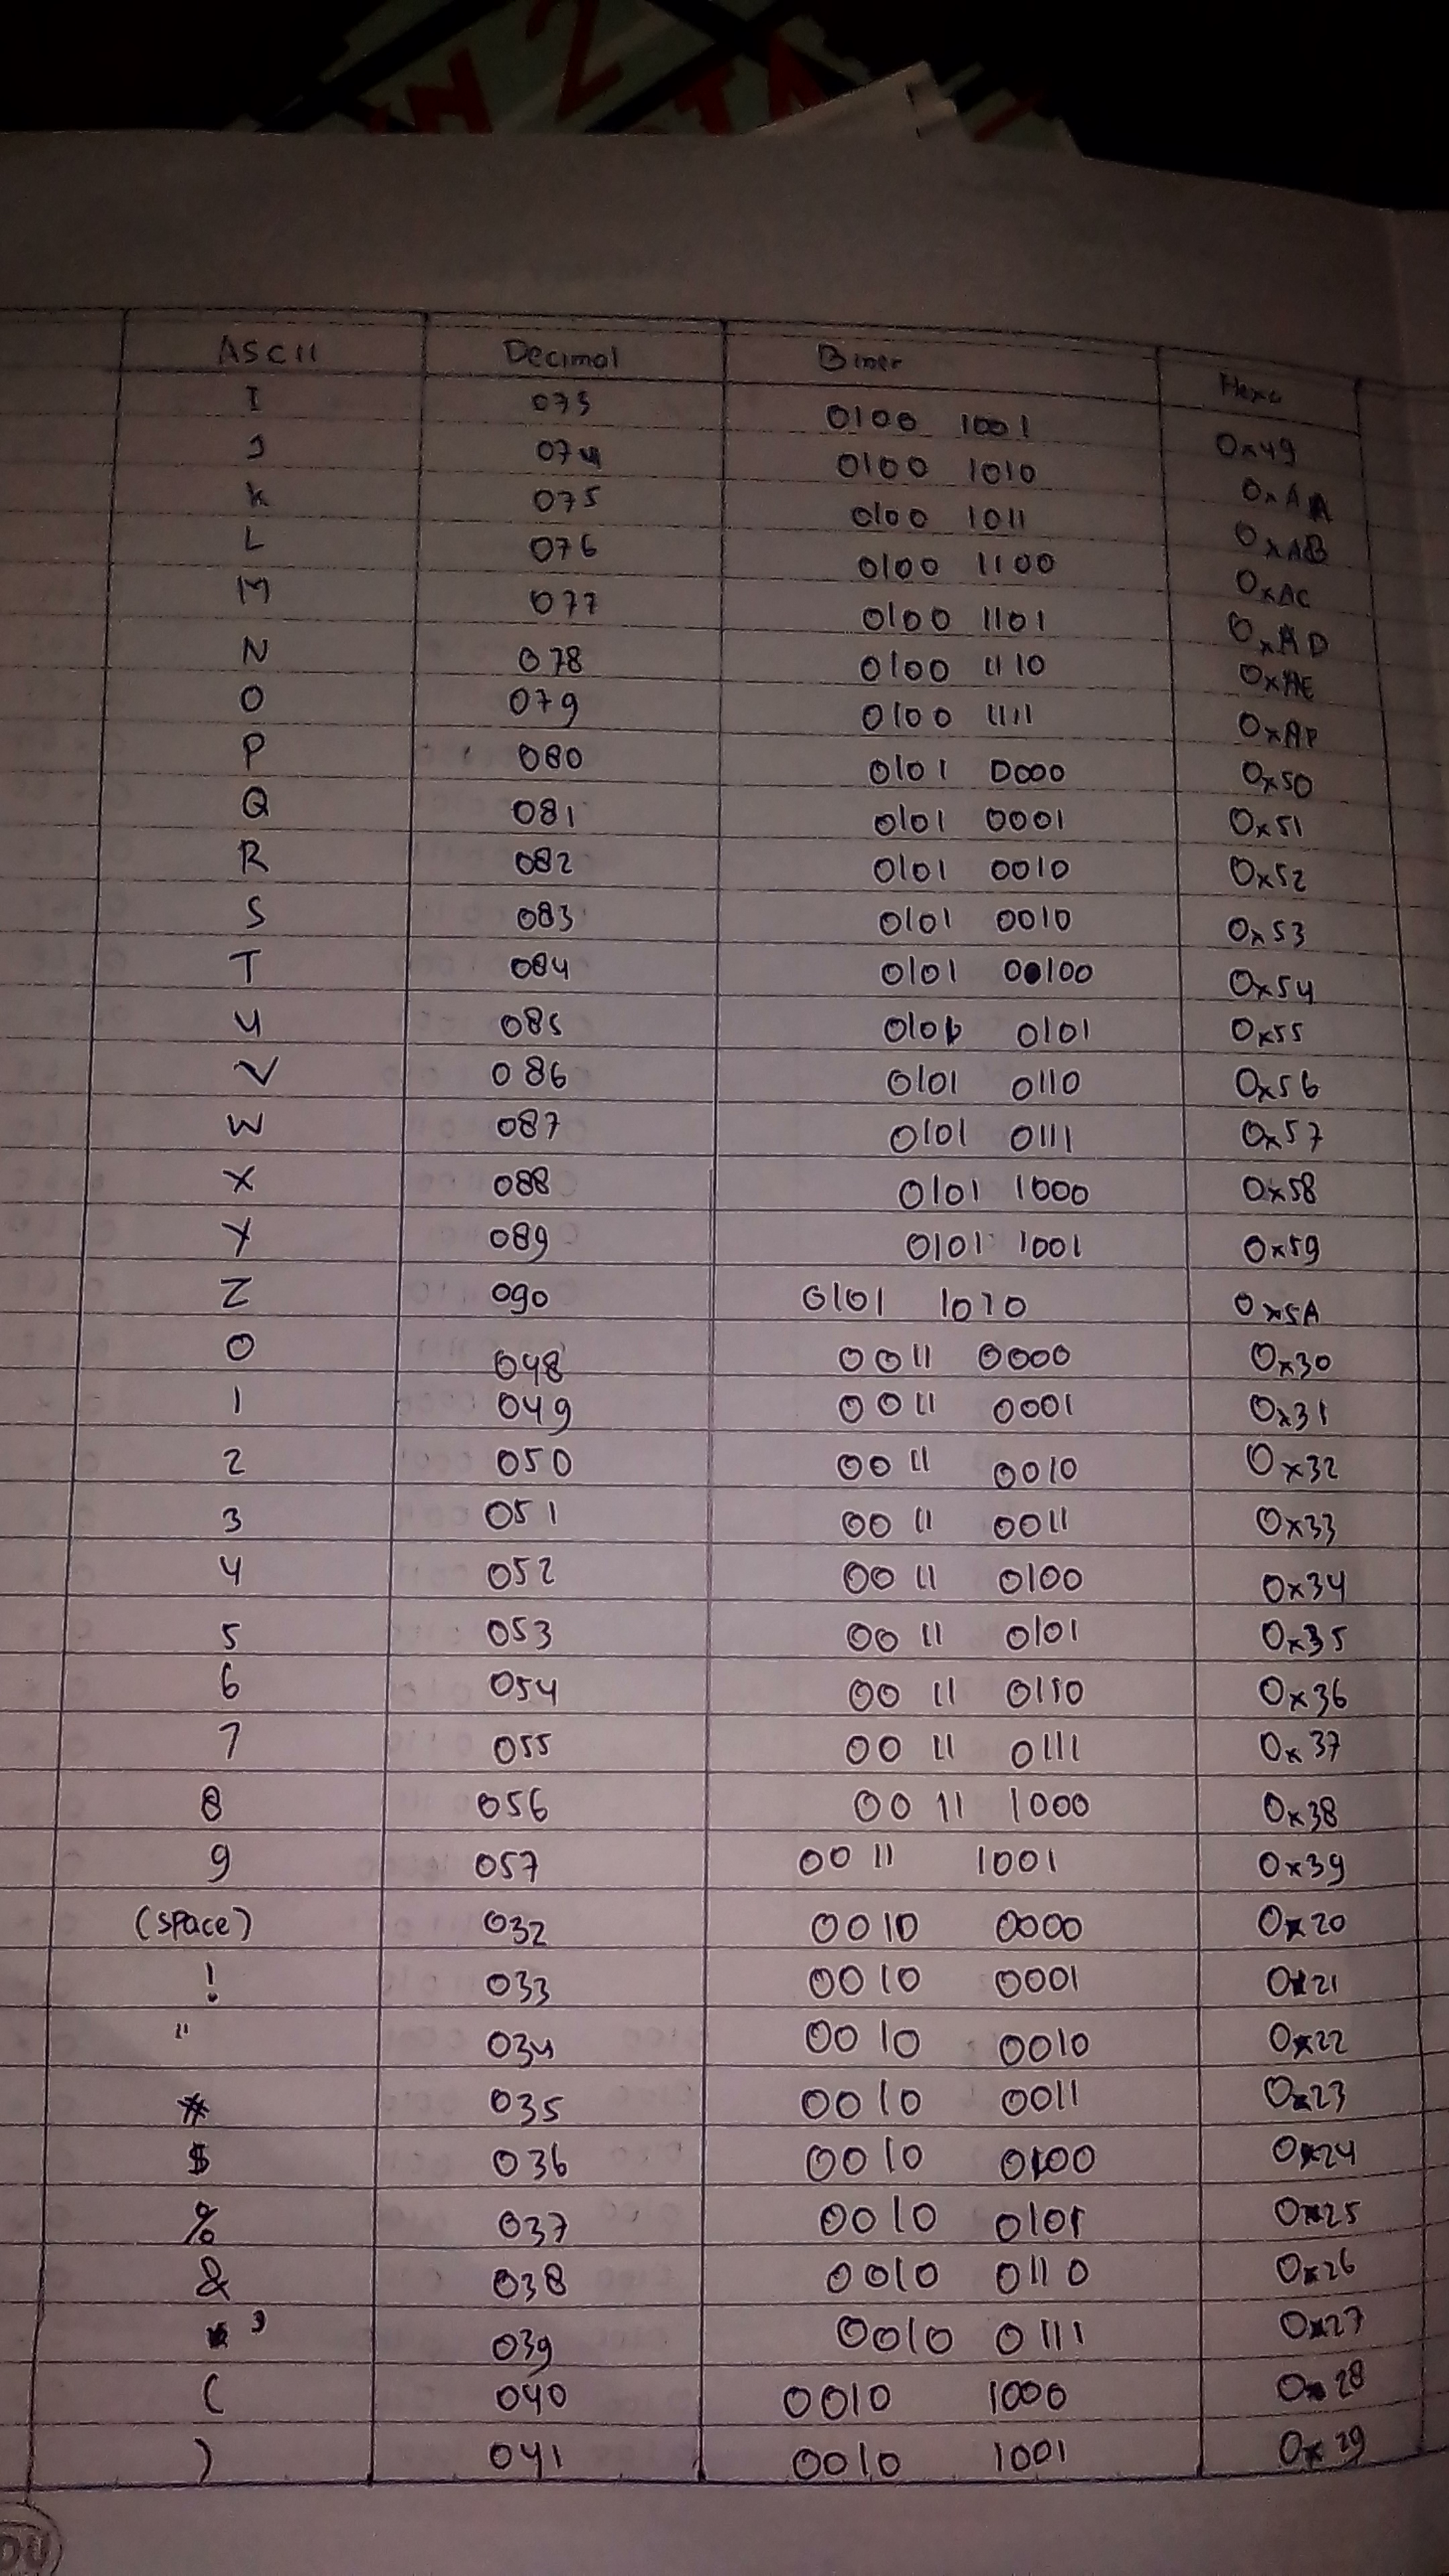 ASCII Decimal Biner Hexa
I 073 0100 1001 0x49
J 074 0100 1010 0xAA
K 075 0100 1011 0xAB
L 076 0100 1100 0xAC
M 077 0100 1101 0xAD
N 078 0100 1110 0xAE
O 079 0100 1111 0xAF
P 080 0101 0000 0x50
Q 081 0101 0001 0x51
R 082 0101 0010 0x52
S 083 0101 0010 0x53
T 084 0101 00100 0x54
U 085 0101 0101 0x55
V 086 0101 0110 0x56
W 087 0101 0111 0x57
X 088 0101 1000 0x58
Y 089 0101 1001 0x59
Z 090 0101 1010 0x5A
0 048 0011 0000 0x30
1 049 0011 0001 0x31
2 050 0011 0010 0x32
3 051 0011 0011 0x33
4 052 0011 0100 0x34
5 053 0011 0101 0x35
6 054 0011 0110 0x36
7 055 0011 0111 0x37
8 056 0011 1000 0x38
9 057 0011 1001 0x39
(space) 032 0010 0000 0x20
! 033 0010 0001 0x21
" 034 0010 0010 0x22
# 035 0010 0011 0x23
$ 036 0010 0100 0x24
% 037 0010 0101 0x25
& 038 0010 0110 0x26
' 039 0010 0111 0x27
( 040 0010 1000 0x28
) 041 0010 1001 0x29